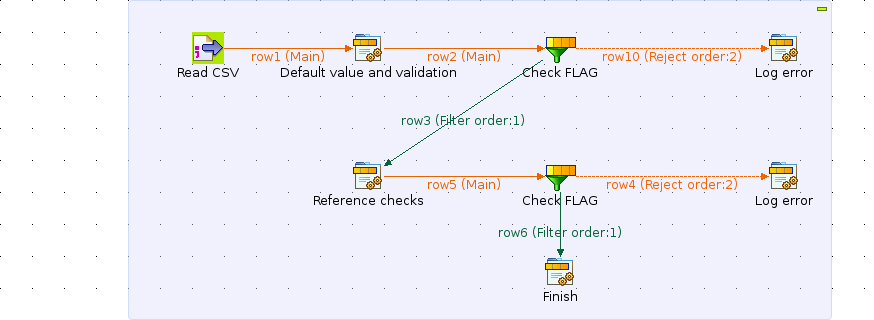 row1 (Main)
row2 (Main)
row10 (Reject order:2)
Read CSV
Default value and validation
Check FLAG
Log error
row3 (Filter order:1)
row5 (Main)
row4 (Reject order:2)
Reference checks
Check FLAG
Log error
row6 (Filter order:1)
Finish